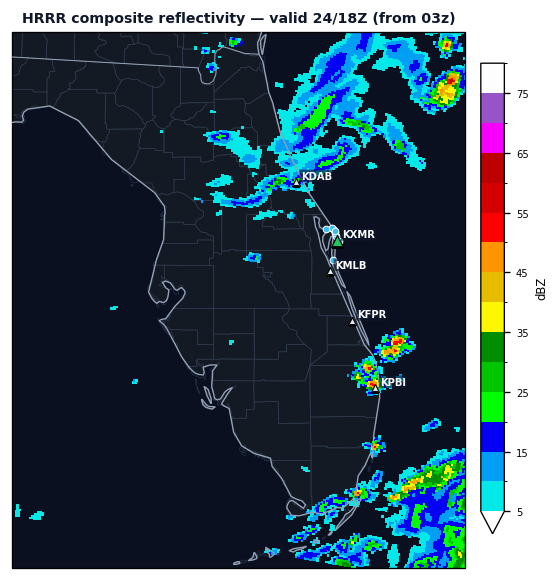 HRRR composite reflectivity — valid 24/18Z (from 03z)
KDAB
KXMR
KMLB
KFPR
KPBI
75
65
55
45
35
25
15
5
dBZ